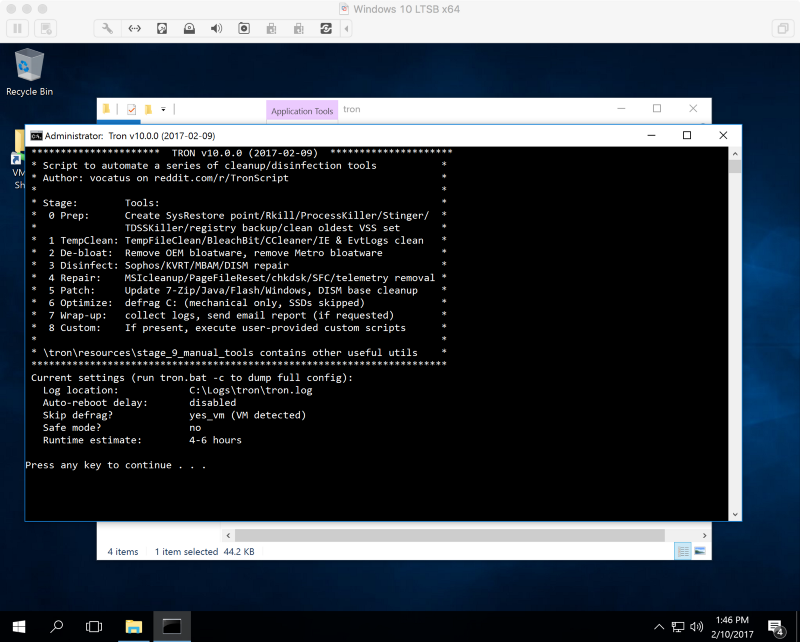 Windows 10 LTSB x64
Recycle Bin
Application Tools
tron
VM
Sh
Administrator: Tron v10.0.0 (2017-02-09)
********************** TRON v10.0.0 (2017-02-09) *********************
* Script to automate a series of cleanup/disinfection tools *
* Author: vocatus on reddit.com/r/TronScript *
* *
* Stage: Tools: *
* 0 Prep: Create SysRestore point/Rkill/ProcessKiller/Stinger/ *
* TDSSKiller/registry backup/clean oldest VSS set *
* 1 TempClean: TempFileClean/BleachBit/CCleaner/IE & EvtLogs clean *
* 2 De-bloat: Remove OEM bloatware, remove Metro bloatware *
* 3 Disinfect: Sophos/KVRT/MBAM/DISM repair *
* 4 Repair: MSIcleanup/PageFileReset/chkdsk/SFC/telemetry removal *
* 5 Patch: Update 7-Zip/Java/Flash/Windows, DISM base cleanup *
* 6 Optimize: defrag C: (mechanical only, SSDs skipped) *
* 7 Wrap-up: collect logs, send email report (if requested) *
* 8 Custom: If present, execute user-provided custom scripts *
* *
* \tron\resources\stage_9_manual_tools contains other useful utils *
**********************************************************************
Current settings (run tron.bat -c to dump full config):
Log location: C:\Logs\tron\tron.log
Auto-reboot delay: disabled
Skip defrag? yes_vm (VM detected)
Safe mode? no
Runtime estimate: 4-6 hours
Press any key to continue . . .
4 items 1 item selected 44.2 KB
1:46 PM
2/10/2017
4